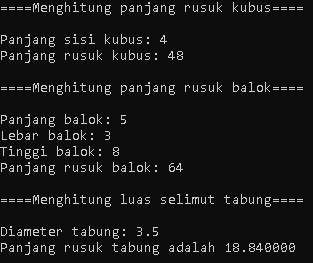 ====Menghitung panjang rusuk kubus====
Panjang sisi kubus: 4
Panjang rusuk kubus: 48
====Menghitung panjang rusuk balok====
Panjang balok: 5
Lebar balok: 3
Tinggi balok: 8
Panjang rusuk balok: 64
====Menghitung luas selimut tabung====
Diameter tabung: 3.5
Panjang rusuk tabung adalah 18.840000